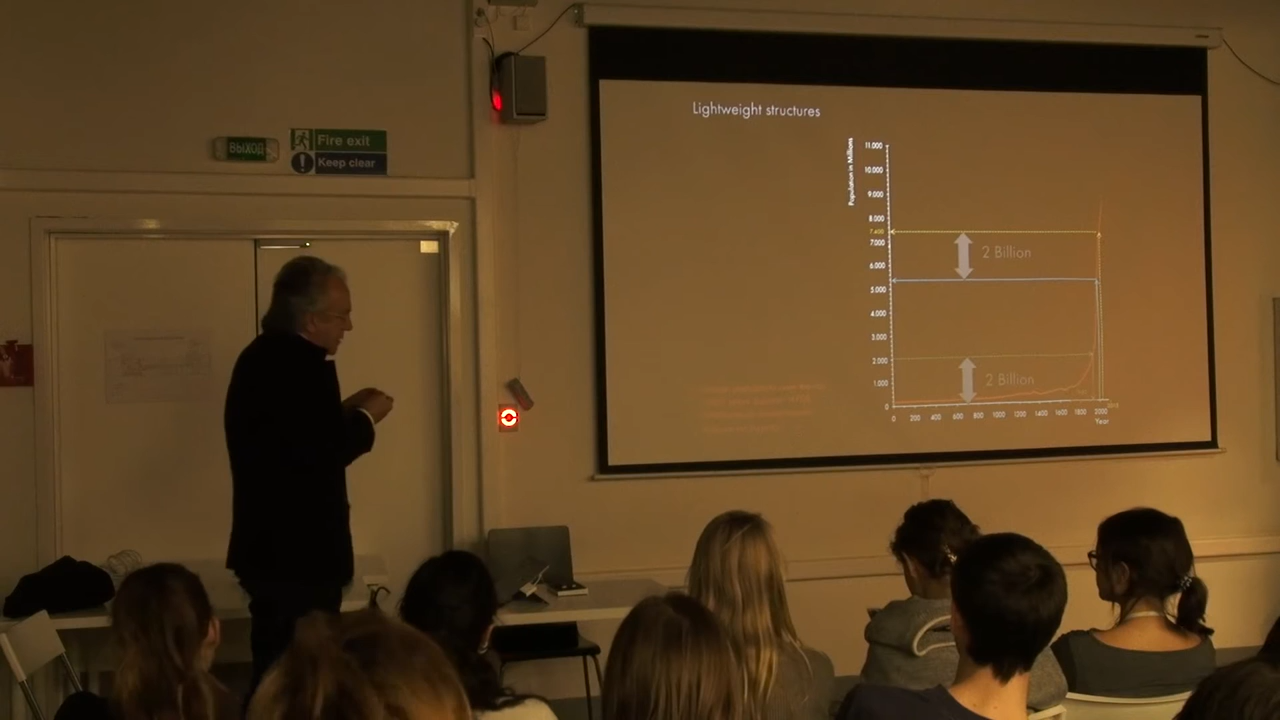 ВЫХОД
Fire exit
Keep clear
Lightweight structures
Population in Millions
11.000
10.000
9.000
8.000
7.400
7.000
6.000
5.000
4.000
3.000
2.000
1.000
0
2 Billion
2 Billion
0 200 400 600 800 1000 1200 1400 1600 1800 2000
Year